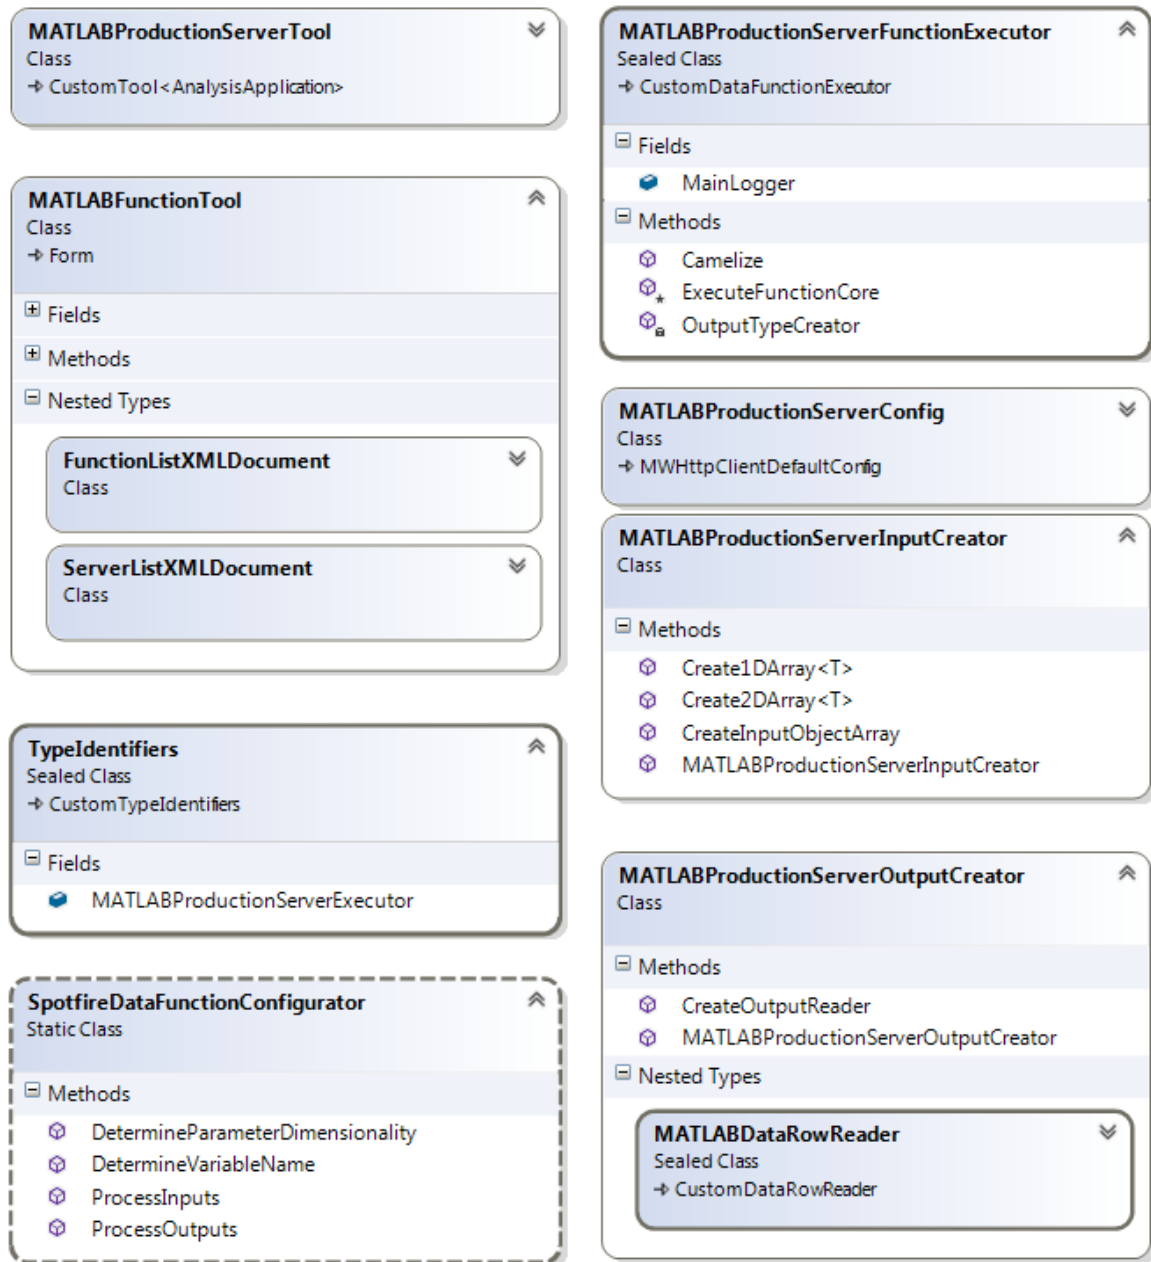 MATLABProductionServerTool
Class
CustomTool<AnalysisApplication>
MATLABFunctionTool
Class
Form
Fields
Methods
Nested Types
FunctionListXMLDocument
Class
ServerListXMLDocument
Class
TypeIdentifiers
Sealed Class
CustomTypeIdentifiers
Fields
MATLABProductionServerExecutor
SpotfireDataFunctionConfigurator
Static Class
Methods
DetermineParameterDimensionality
DetermineVariableName
ProcessInputs
ProcessOutputs
MATLABProductionServerFunctionExecutor
Sealed Class
CustomDataFunctionExecutor
Fields
MainLogger
Methods
Camelize
ExecuteFunctionCore
OutputTypeCreator
MATLABProductionServerConfig
Class
MWHttpClientDefaultConfig
MATLABProductionServerInputCreator
Class
Methods
Create1DArray<T>
Create2DArray<T>
CreateInputObjectArray
MATLABProductionServerInputCreator
MATLABProductionServerOutputCreator
Class
Methods
CreateOutputReader
MATLABProductionServerOutputCreator
Nested Types
MATLABDataRowReader
Sealed Class
CustomDataRowReader